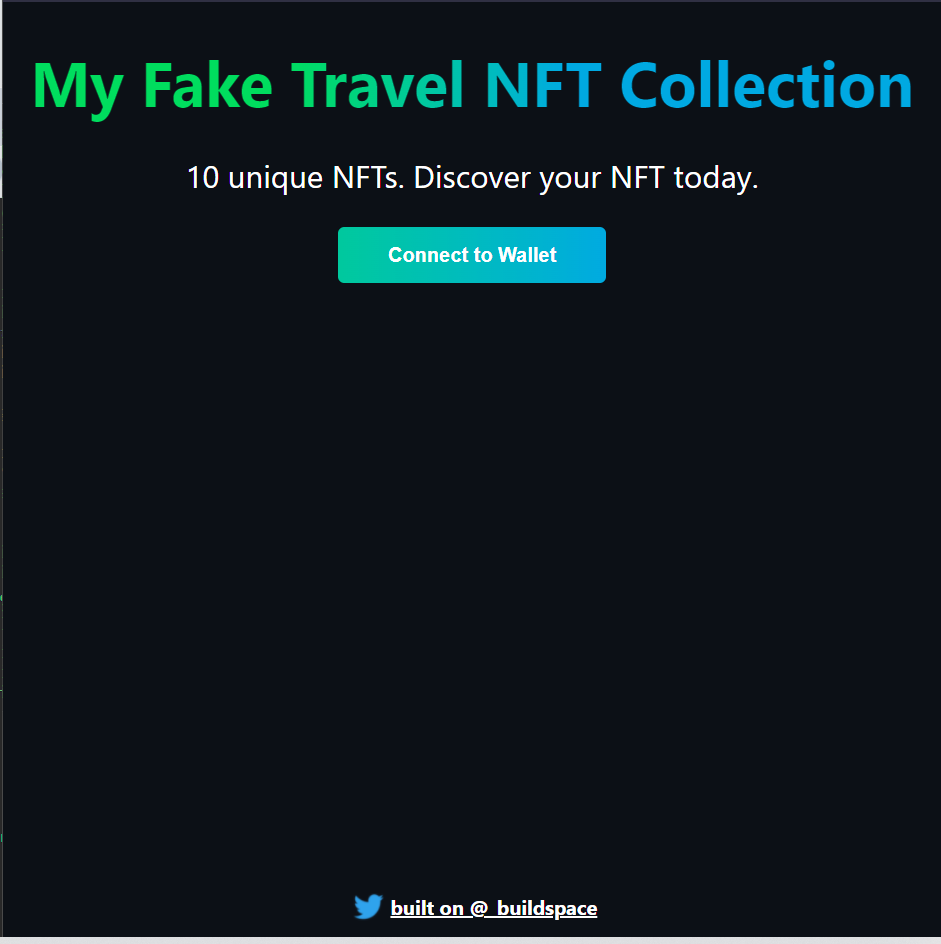 My Fake Travel NFT Collection
10 unique NFTs. Discover your NFT today.
Connect to Wallet
built on @_buildspace